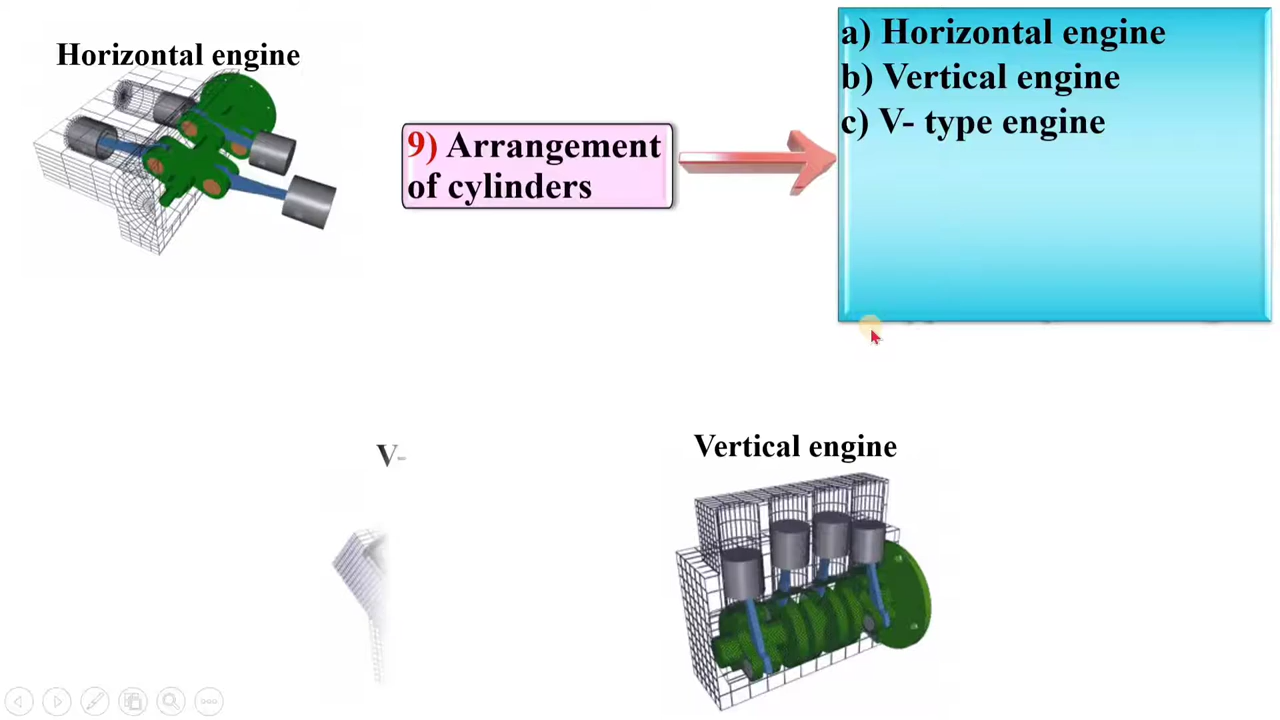 Horizontal engine
9) Arrangement
of cylinders
a) Horizontal engine
b) Vertical engine
c) V- type engine
V-
Vertical engine